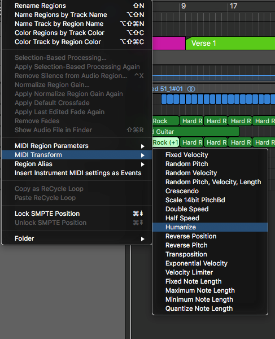 Rename Regions ⇧N
Name Regions by Track Name ⌥⇧N
Name Track by Region Name ⌥⇧⌘N
Color Regions by Track Color ⌥⇧C
Color Track by Region Color ⌥⇧⌘C
Selection-Based Processing...
Apply Selection-Based Processing Again
Remove Silence from Audio Region... ⌃X
Normalize Region Gain...
Apply Normalize Region Gain Again
Apply Default Crossfade
Apply Last Edited Fade Again
Remove Fades
Show Audio File in Finder ⇧⌘R
MIDI Region Parameters
MIDI Transform
Region Alias
Insert Instrument MIDI settings as Events
Copy as ReCycle Loop
Paste ReCycle Loop
Lock SMPTE Position
Unlock SMPTE Position
Folder
9 17
Verse 1
51_1#01
Rock Hard R Hard R Hard R
Guitar
Rock (+) Hard R Hard R Hard R
Fixed Velocity
Random Pitch
Random Velocity
Random Pitch, Velocity, Length
Crescendo
Scale 14bit PitchBd
Double Speed
Half Speed
Humanize
Reverse Position
Reverse Pitch
Transposition
Exponential Velocity
Velocity Limiter
Fixed Note Length
Maximum Note Length
Minimum Note Length
Quantize Note Length